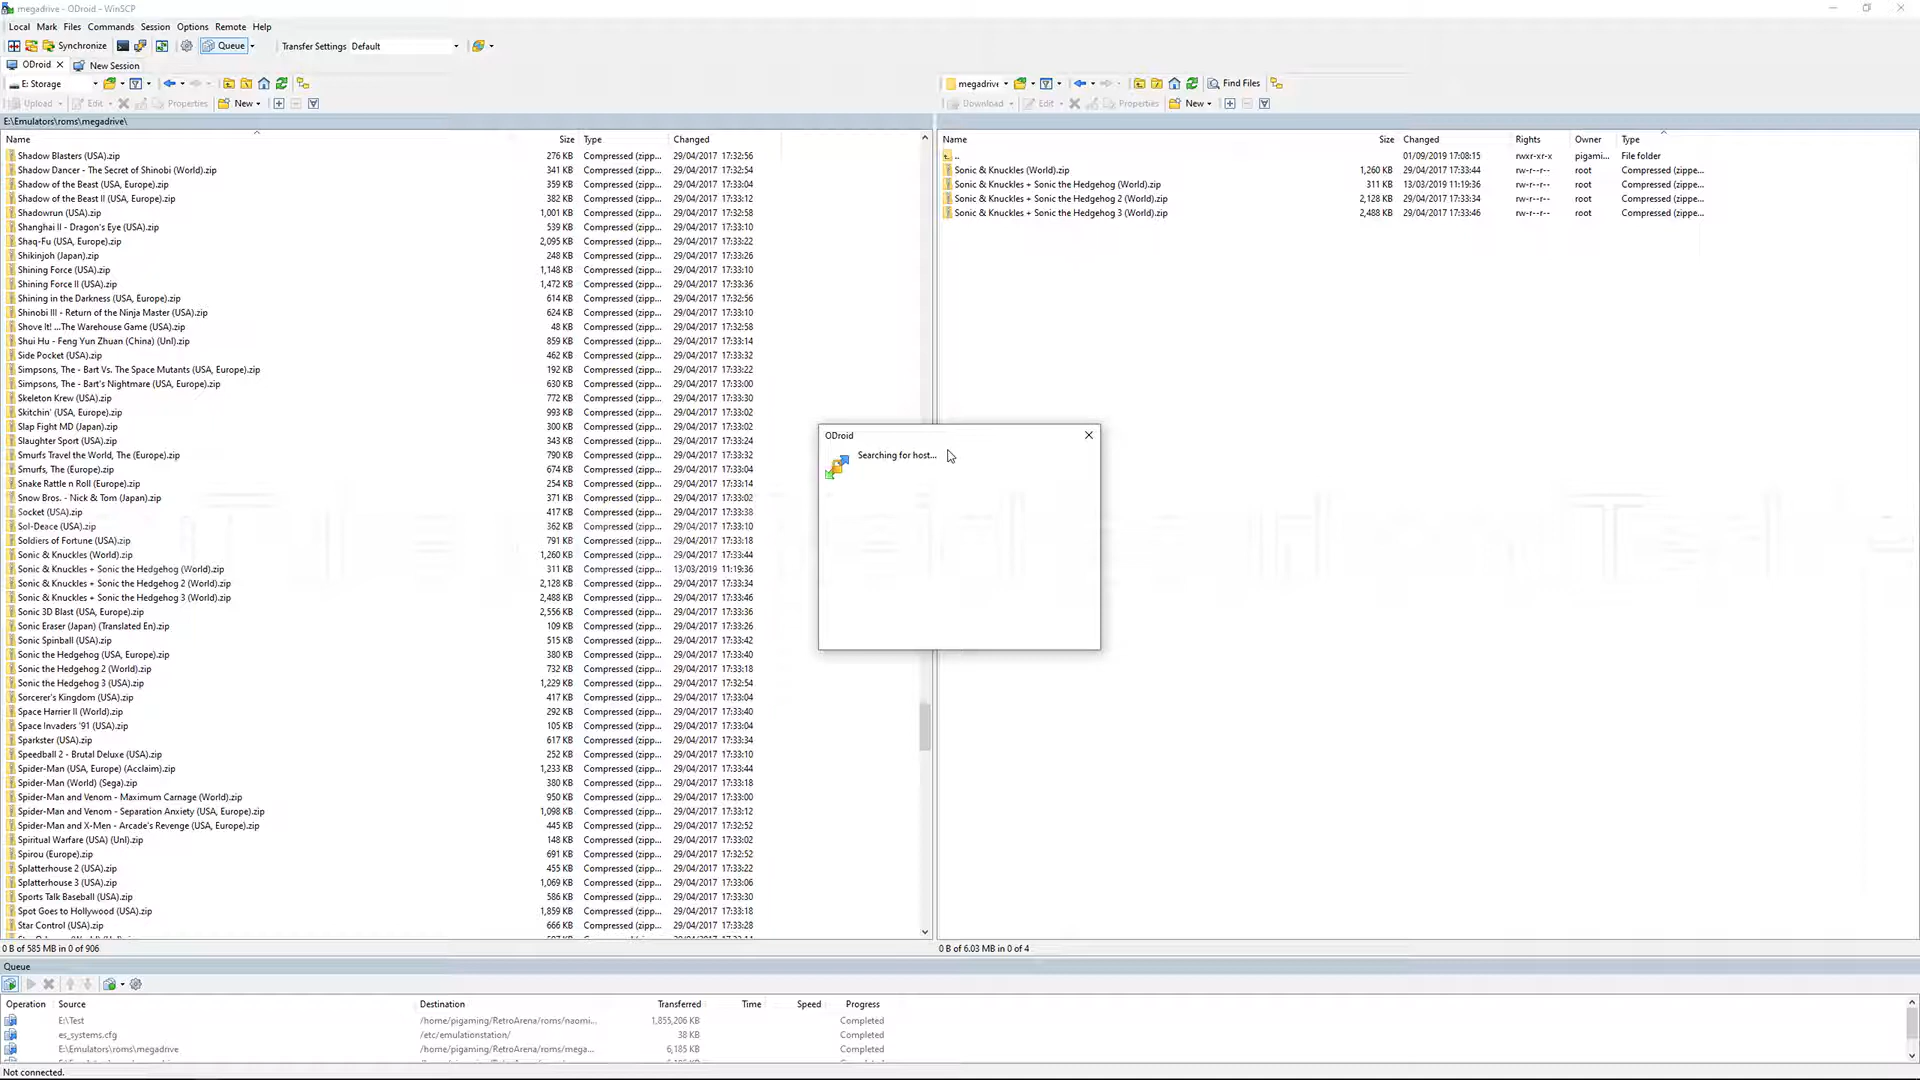 megadrive - ODroid - WinSCP
Local Mark Files Commands Session Options Remote Help
Synchronize Queue Transfer Settings Default
ODroid New Session
E: Storage megadrive Find Files
Upload Edit Properties New Download Edit Properties New
E:\Emulators\roms\megadrive\
Name Size Type Changed
Shadow Blasters (USA).zip 276 KB Compressed (zipp... 29/04/2017 17:32:56
Shadow Dancer - The Secret of Shinobi (World).zip 341 KB Compressed (zipp... 29/04/2017 17:32:54
Shadow of the Beast (USA, Europe).zip 359 KB Compressed (zipp... 29/04/2017 17:33:04
Shadow of the Beast II (USA, Europe).zip 382 KB Compressed (zipp... 29/04/2017 17:33:12
Shadowrun (USA).zip 1,001 KB Compressed (zipp... 29/04/2017 17:32:58
Shanghai II - Dragon's Eye (USA).zip 539 KB Compressed (zipp... 29/04/2017 17:33:10
Shaq-Fu (USA, Europe).zip 2,095 KB Compressed (zipp... 29/04/2017 17:33:22
Shikinjoh (Japan).zip 248 KB Compressed (zipp... 29/04/2017 17:33:26
Shining Force (USA).zip 1,148 KB Compressed (zipp... 29/04/2017 17:33:10
Shining Force II (USA).zip 1,472 KB Compressed (zipp... 29/04/2017 17:33:36
Shining in the Darkness (USA, Europe).zip 614 KB Compressed (zipp... 29/04/2017 17:32:56
Shinobi III - Return of the Ninja Master (USA).zip 624 KB Compressed (zipp... 29/04/2017 17:33:10
Shove It! ...The Warehouse Game (USA).zip 48 KB Compressed (zipp... 29/04/2017 17:32:58
Shui Hu - Feng Yun Zhuan (China) (Unl).zip 859 KB Compressed (zipp... 29/04/2017 17:33:14
Side Pocket (USA).zip 462 KB Compressed (zipp... 29/04/2017 17:33:32
Simpsons, The - Bart Vs. The Space Mutants (USA, Europe).zip 192 KB Compressed (zipp... 29/04/2017 17:33:22
Simpsons, The - Bart's Nightmare (USA, Europe).zip 630 KB Compressed (zipp... 29/04/2017 17:33:00
Skeleton Krew (USA).zip 772 KB Compressed (zipp... 29/04/2017 17:33:30
Skitchin' (USA, Europe).zip 993 KB Compressed (zipp... 29/04/2017 17:33:02
Slap Fight MD (Japan).zip 300 KB Compressed (zipp... 29/04/2017 17:33:02
Slaughter Sport (USA).zip 343 KB Compressed (zipp... 29/04/2017 17:33:24
Smurfs Travel the World, The (Europe).zip 790 KB Compressed (zipp... 29/04/2017 17:33:32
Smurfs, The (Europe).zip 674 KB Compressed (zipp... 29/04/2017 17:33:04
Snake Rattle n Roll (Europe).zip 254 KB Compressed (zipp... 29/04/2017 17:33:14
Snow Bros. - Nick & Tom (Japan).zip 371 KB Compressed (zipp... 29/04/2017 17:33:02
Socket (USA).zip 417 KB Compressed (zipp... 29/04/2017 17:33:38
Sol-Deace (USA).zip 362 KB Compressed (zipp... 29/04/2017 17:33:10
Soldiers of Fortune (USA).zip 791 KB Compressed (zipp... 29/04/2017 17:33:18
Sonic & Knuckles (World).zip 1,260 KB Compressed (zipp... 29/04/2017 17:33:44
Sonic & Knuckles + Sonic the Hedgehog (World).zip 311 KB Compressed (zipp... 13/03/2019 11:19:36
Sonic & Knuckles + Sonic the Hedgehog 2 (World).zip 2,128 KB Compressed (zipp... 29/04/2017 17:33:34
Sonic & Knuckles + Sonic the Hedgehog 3 (World).zip 2,488 KB Compressed (zipp... 29/04/2017 17:33:46
Sonic 3D Blast (USA, Europe).zip 2,556 KB Compressed (zipp... 29/04/2017 17:33:36
Sonic Eraser (Japan) (Translated En).zip 109 KB Compressed (zipp... 29/04/2017 17:33:26
Sonic Spinball (USA).zip 515 KB Compressed (zipp... 29/04/2017 17:33:42
Sonic the Hedgehog (USA, Europe).zip 380 KB Compressed (zipp... 29/04/2017 17:33:40
Sonic the Hedgehog 2 (World).zip 732 KB Compressed (zipp... 29/04/2017 17:33:18
Sonic the Hedgehog 3 (USA).zip 1,229 KB Compressed (zipp... 29/04/2017 17:32:54
Sorcerer's Kingdom (USA).zip 417 KB Compressed (zipp... 29/04/2017 17:33:04
Space Harrier II (World).zip 292 KB Compressed (zipp... 29/04/2017 17:33:40
Space Invaders '91 (USA).zip 105 KB Compressed (zipp... 29/04/2017 17:33:04
Sparkster (USA).zip 617 KB Compressed (zipp... 29/04/2017 17:33:34
Speedball 2 - Brutal Deluxe (USA).zip 252 KB Compressed (zipp... 29/04/2017 17:33:10
Spider-Man (USA, Europe) (Acclaim).zip 1,233 KB Compressed (zipp... 29/04/2017 17:33:44
Spider-Man (World) (Sega).zip 380 KB Compressed (zipp... 29/04/2017 17:33:18
Spider-Man and Venom - Maximum Carnage (World).zip 950 KB Compressed (zipp... 29/04/2017 17:33:00
Spider-Man and Venom - Separation Anxiety (USA, Europe).zip 1,098 KB Compressed (zipp... 29/04/2017 17:33:12
Spider-Man and X-Men - Arcade's Revenge (USA, Europe).zip 445 KB Compressed (zipp... 29/04/2017 17:32:52
Spiritual Warfare (USA) (Unl).zip 148 KB Compressed (zipp... 29/04/2017 17:33:02
Spirou (Europe).zip 691 KB Compressed (zipp... 29/04/2017 17:32:52
Splatterhouse 2 (USA).zip 455 KB Compressed (zipp... 29/04/2017 17:33:22
Splatterhouse 3 (USA).zip 1,069 KB Compressed (zipp... 29/04/2017 17:33:06
Sports Talk Baseball (USA).zip 586 KB Compressed (zipp... 29/04/2017 17:33:30
Spot Goes to Hollywood (USA).zip 1,859 KB Compressed (zipp... 29/04/2017 17:33:18
Star Control (USA).zip 666 KB Compressed (zipp... 29/04/2017 17:33:28
0 B of 585 MB in 0 of 906
Name Size Changed Rights Owner Type
.. 01/09/2019 17:08:15 rwxr-xr-x pigami... File folder
Sonic & Knuckles (World).zip 1,260 KB 29/04/2017 17:33:44 rw-r--r-- root Compressed (zippe...
Sonic & Knuckles + Sonic the Hedgehog (World).zip 311 KB 13/03/2019 11:19:36 rw-r--r-- root Compressed (zippe...
Sonic & Knuckles + Sonic the Hedgehog 2 (World).zip 2,128 KB 29/04/2017 17:33:34 rw-r--r-- root Compressed (zippe...
Sonic & Knuckles + Sonic the Hedgehog 3 (World).zip 2,488 KB 29/04/2017 17:33:46 rw-r--r-- root Compressed (zippe...
0 B of 6.03 MB in 0 of 4
ODroid
Searching for host...
Queue
Operation Source Destination Transferred Time Speed Progress
E:\Test /home/pigaming/RetroArena/roms/naomi... 1,855,206 KB Completed
es_systems.cfg /etc/emulationstation/ 38 KB Completed
E:\Emulators\roms\megadrive /home/pigaming/RetroArena/roms/mega... 6,185 KB Completed
Not connected.